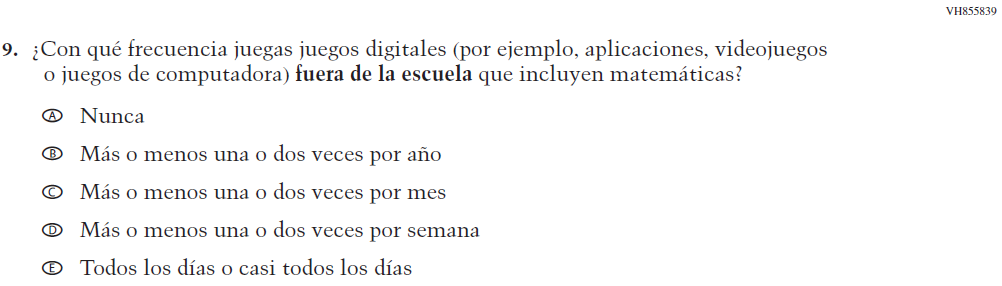 VH855839
9. ¿Con qué frecuencia juegas juegos digitales (por ejemplo, aplicaciones, videojuegos
o juegos de computadora) fuera de la escuela que incluyen matemáticas?
A Nunca
B Más o menos una o dos veces por año
C Más o menos una o dos veces por mes
D Más o menos una o dos veces por semana
E Todos los días o casi todos los días